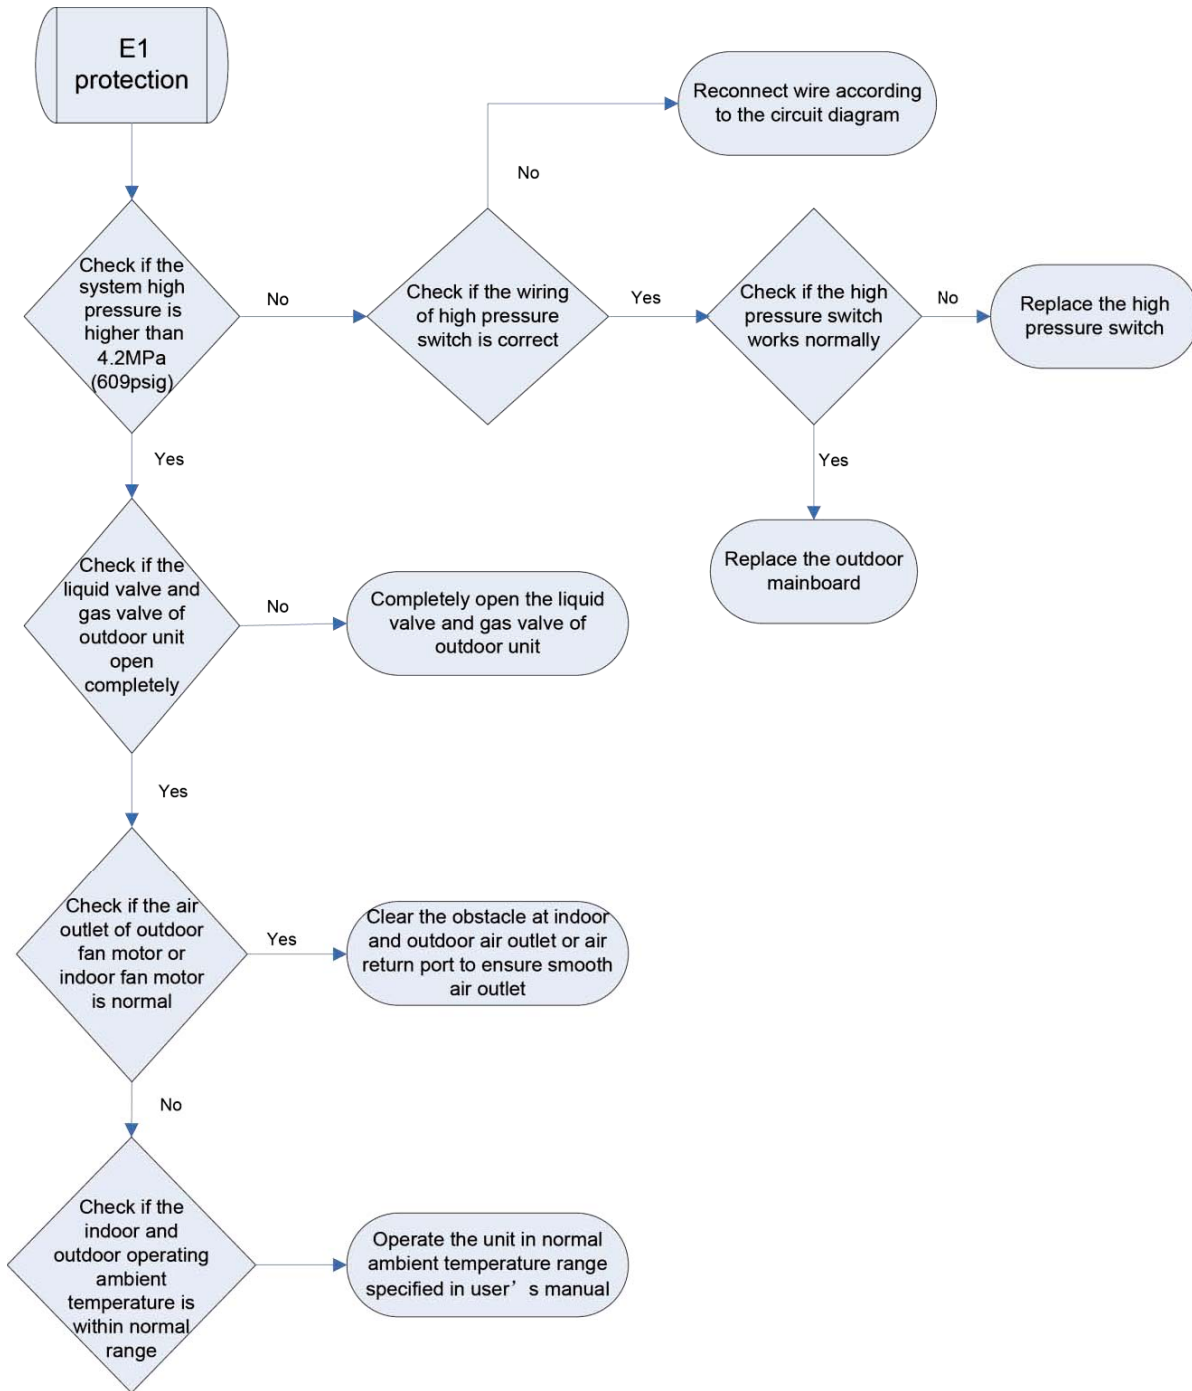 E1
protection
Reconnect wire according
to the circuit diagram
No
Check if the
system high
pressure is
higher than
4.2MPa
(609psig)
No
Check if the wiring
of high pressure
switch is correct
Yes
Check if the high
pressure switch
works normally
No
Replace the high
pressure switch
Yes
Yes
Replace the outdoor
mainboard
Check if the
liquid valve and
gas valve of
outdoor unit
open
completely
No
Completely open the liquid
valve and gas valve of
outdoor unit
Yes
Check if the air
outlet of outdoor
fan motor or
indoor fan motor
is normal
Yes
Clear the obstacle at indoor
and outdoor air outlet or air
return port to ensure smooth
air outlet
No
Check if the
indoor and
outdoor operating
ambient
temperature is
within normal
range
Operate the unit in normal
ambient temperature range
specified in user’ s manual